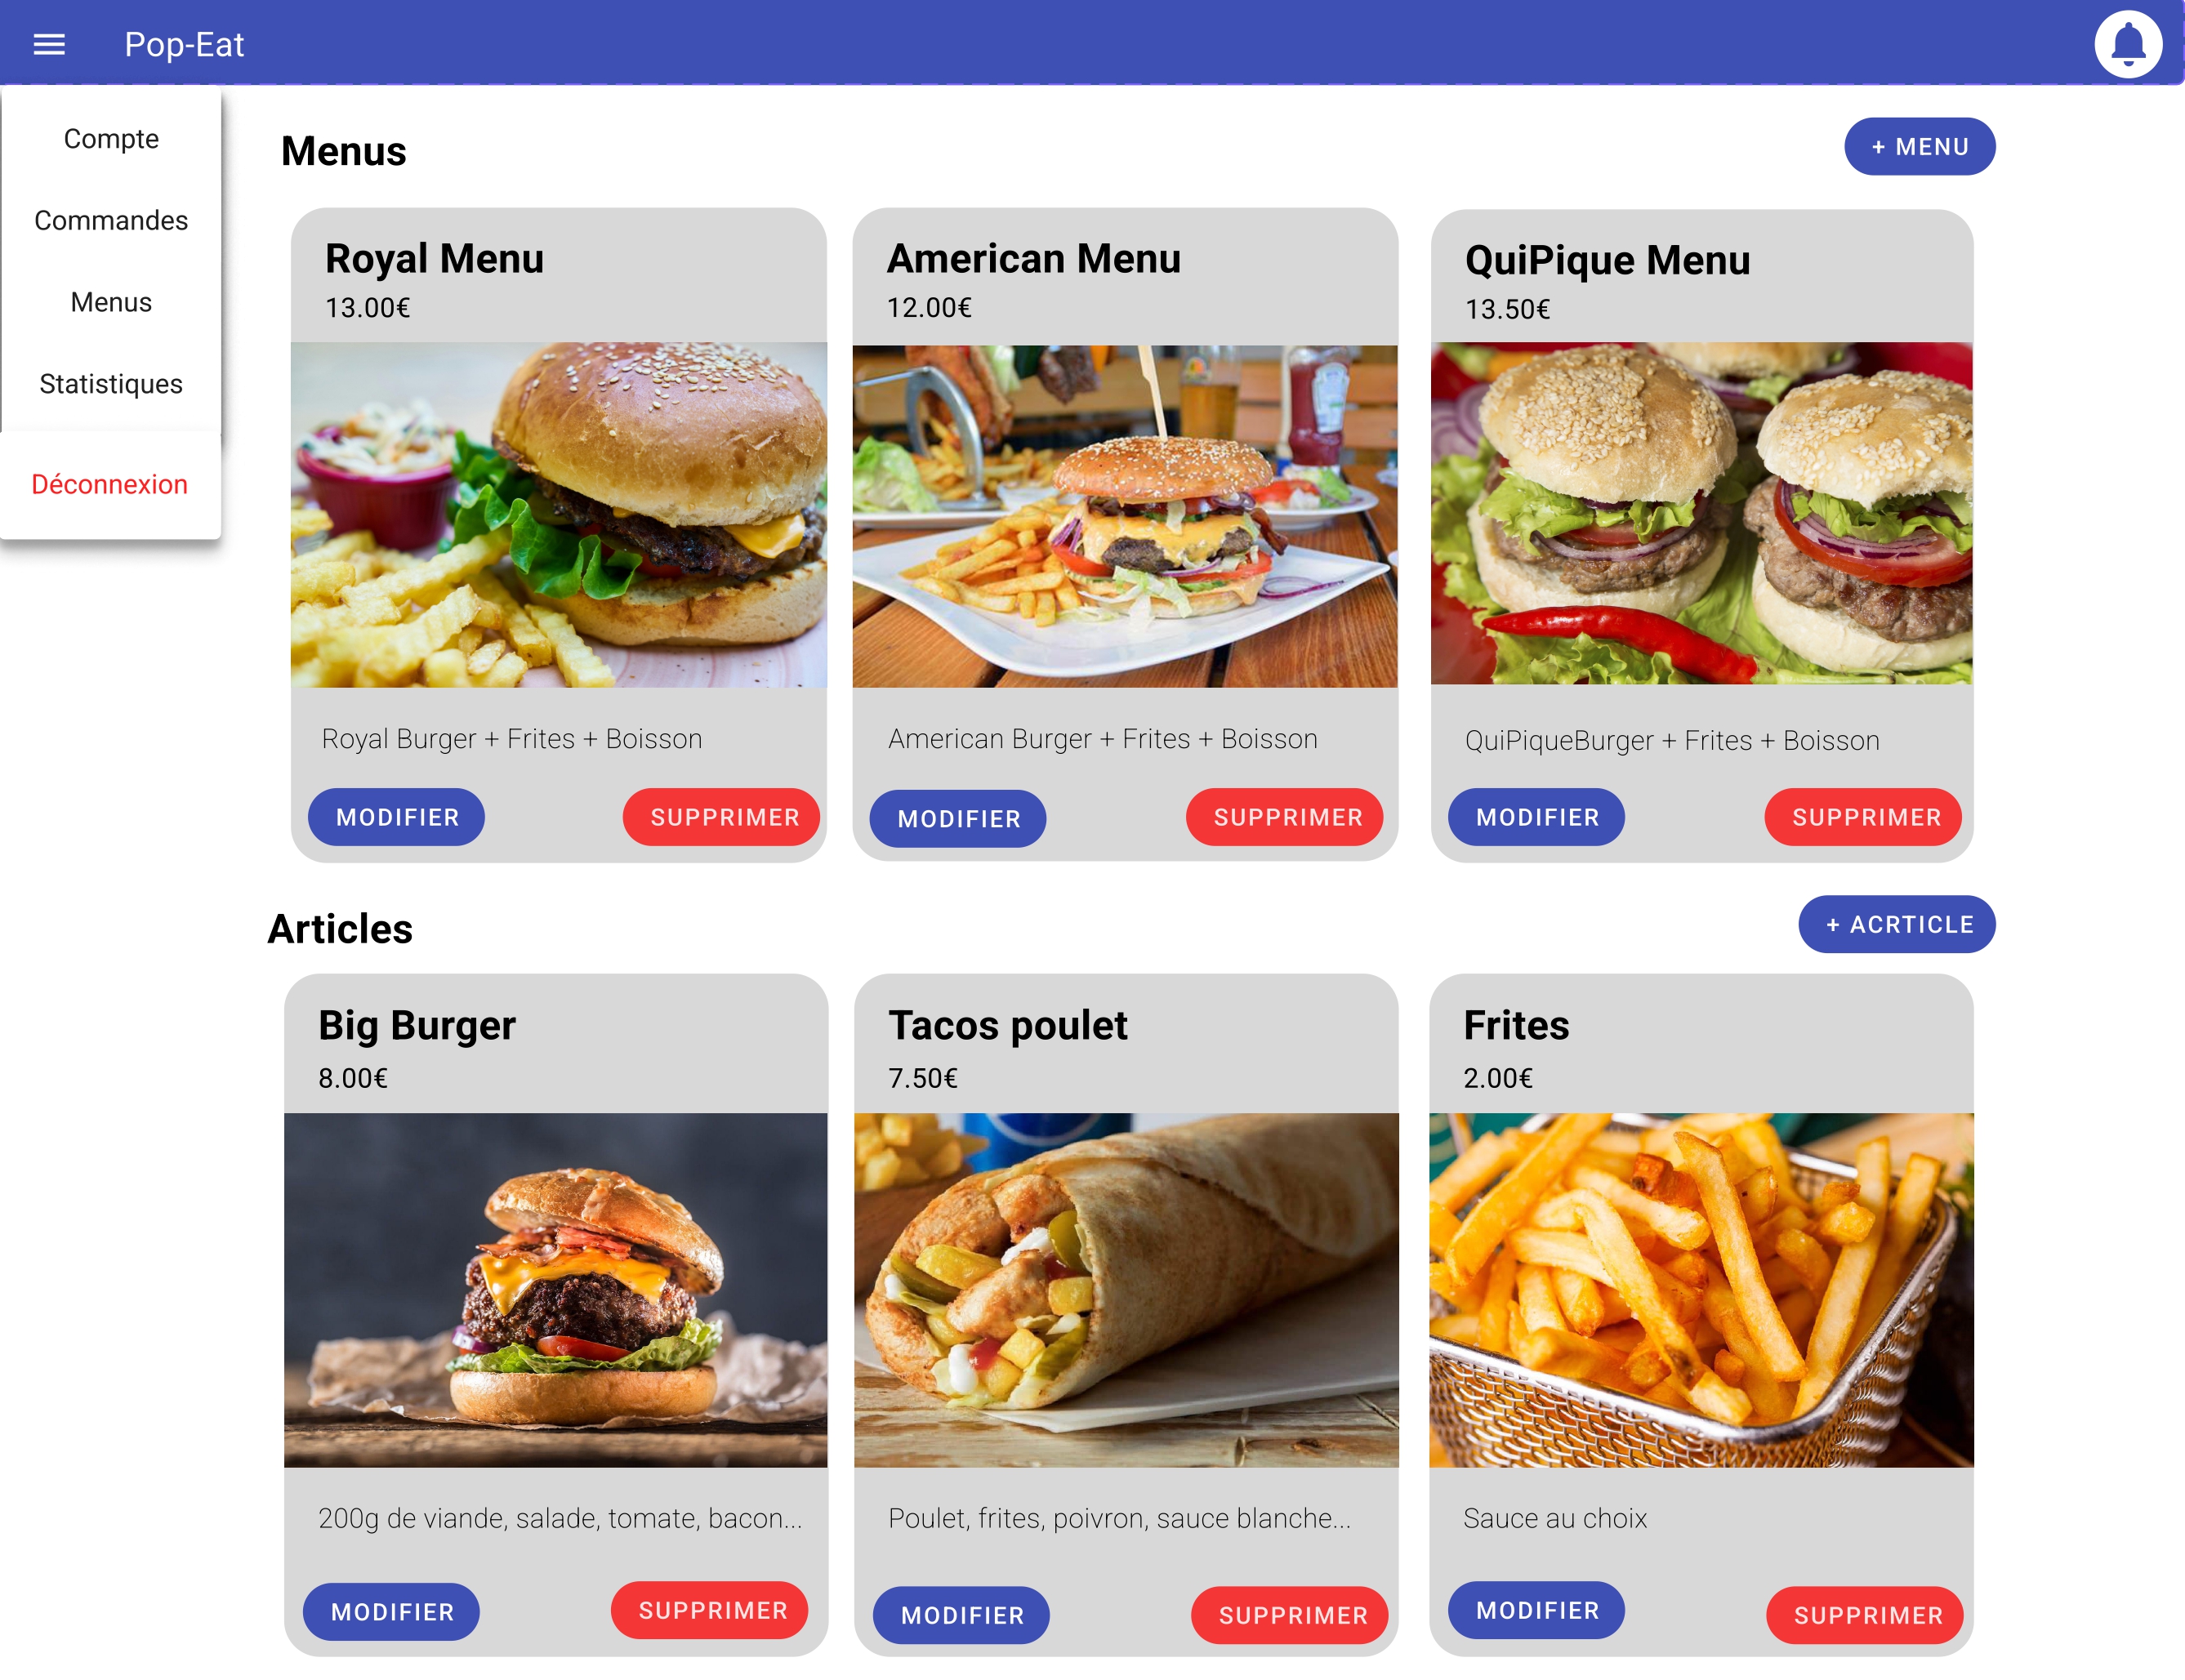 Pop-Eat
Compte
Commandes
Menus
Statistiques
Déconnexion
Menus
+ MENU
Royal Menu
13.00€
Royal Burger + Frites + Boisson
MODIFIER
SUPPRIMER
American Menu
12.00€
American Burger + Frites + Boisson
MODIFIER
SUPPRIMER
QuiPique Menu
13.50€
QuiPiqueBurger + Frites + Boisson
MODIFIER
SUPPRIMER
Articles
+ ACRTICLE
Big Burger
8.00€
200g de viande, salade, tomate, bacon...
MODIFIER
SUPPRIMER
Tacos poulet
7.50€
Poulet, frites, poivron, sauce blanche...
MODIFIER
SUPPRIMER
Frites
2.00€
Sauce au choix
MODIFIER
SUPPRIMER